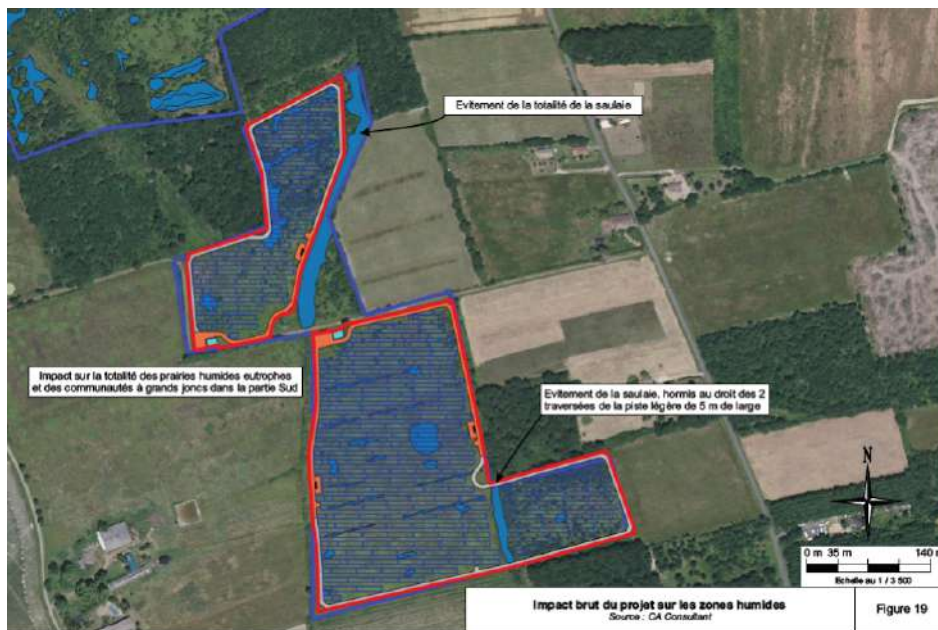 Evitement de la totalité de la saulaie
Impact sur la totalité des prairies humides eutrophes
et des communautés à grands joncs dans la partie Sud
Evitement de la saulaie, hormis au droit des 2
traversées de la piste légère de 5 m de large
N
0 m 35 m 140 m
Echelle au 1 / 3 500
Impact brut du projet sur les zones humides
Source : CA Consultant
Figure 19